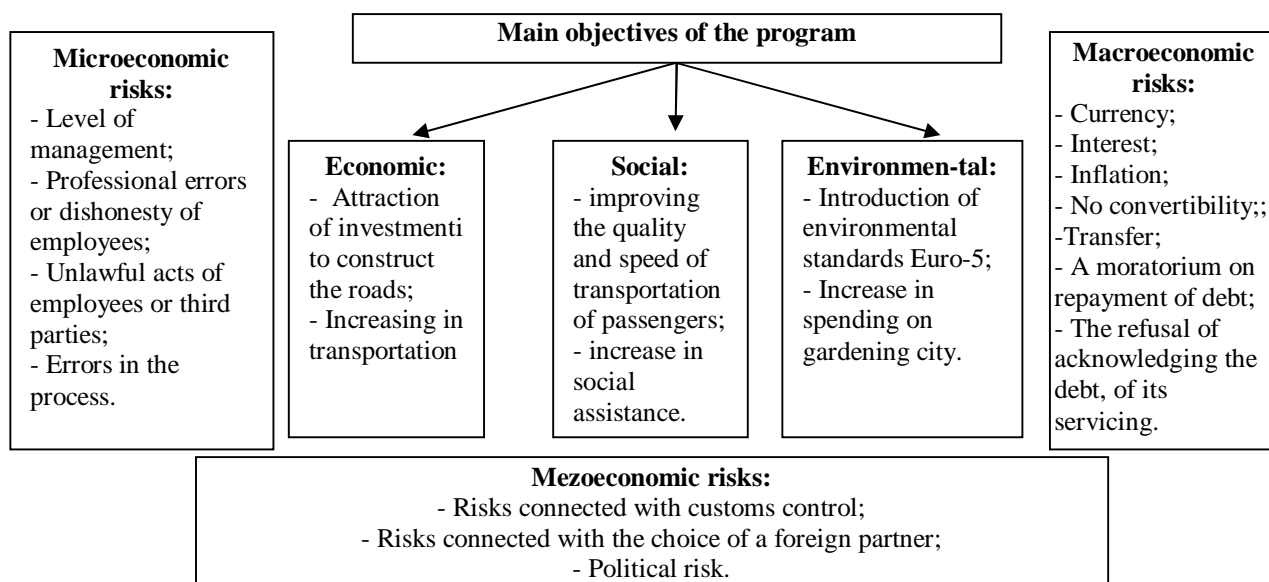 Main objectives of the program
Microeconomic
risks:
- Level of
management;
- Professional errors
or dishonesty of
employees;
- Unlawful acts of
employees or third
parties;
- Errors in the
process.
Economic:
- Attraction
of investmenti
to construct
the roads;
- Increasing in
transportation
Social:
- improving
the quality
and speed of
transportation
of passengers;
- increase in
social
assistance.
Environmen-tal:
- Introduction of
environmental
standards Euro-5;
- Increase in
spending on
gardening city.
Macroeconomic
risks:
- Currency;
- Interest;
- Inflation;
- No convertibility;;
-Transfer;
- A moratorium on
repayment of debt;
- The refusal of
acknowledging the
debt, of its
servicing.
Mezoeconomic risks:
- Risks connected with customs control;
- Risks connected with the choice of a foreign partner;
- Political risk.